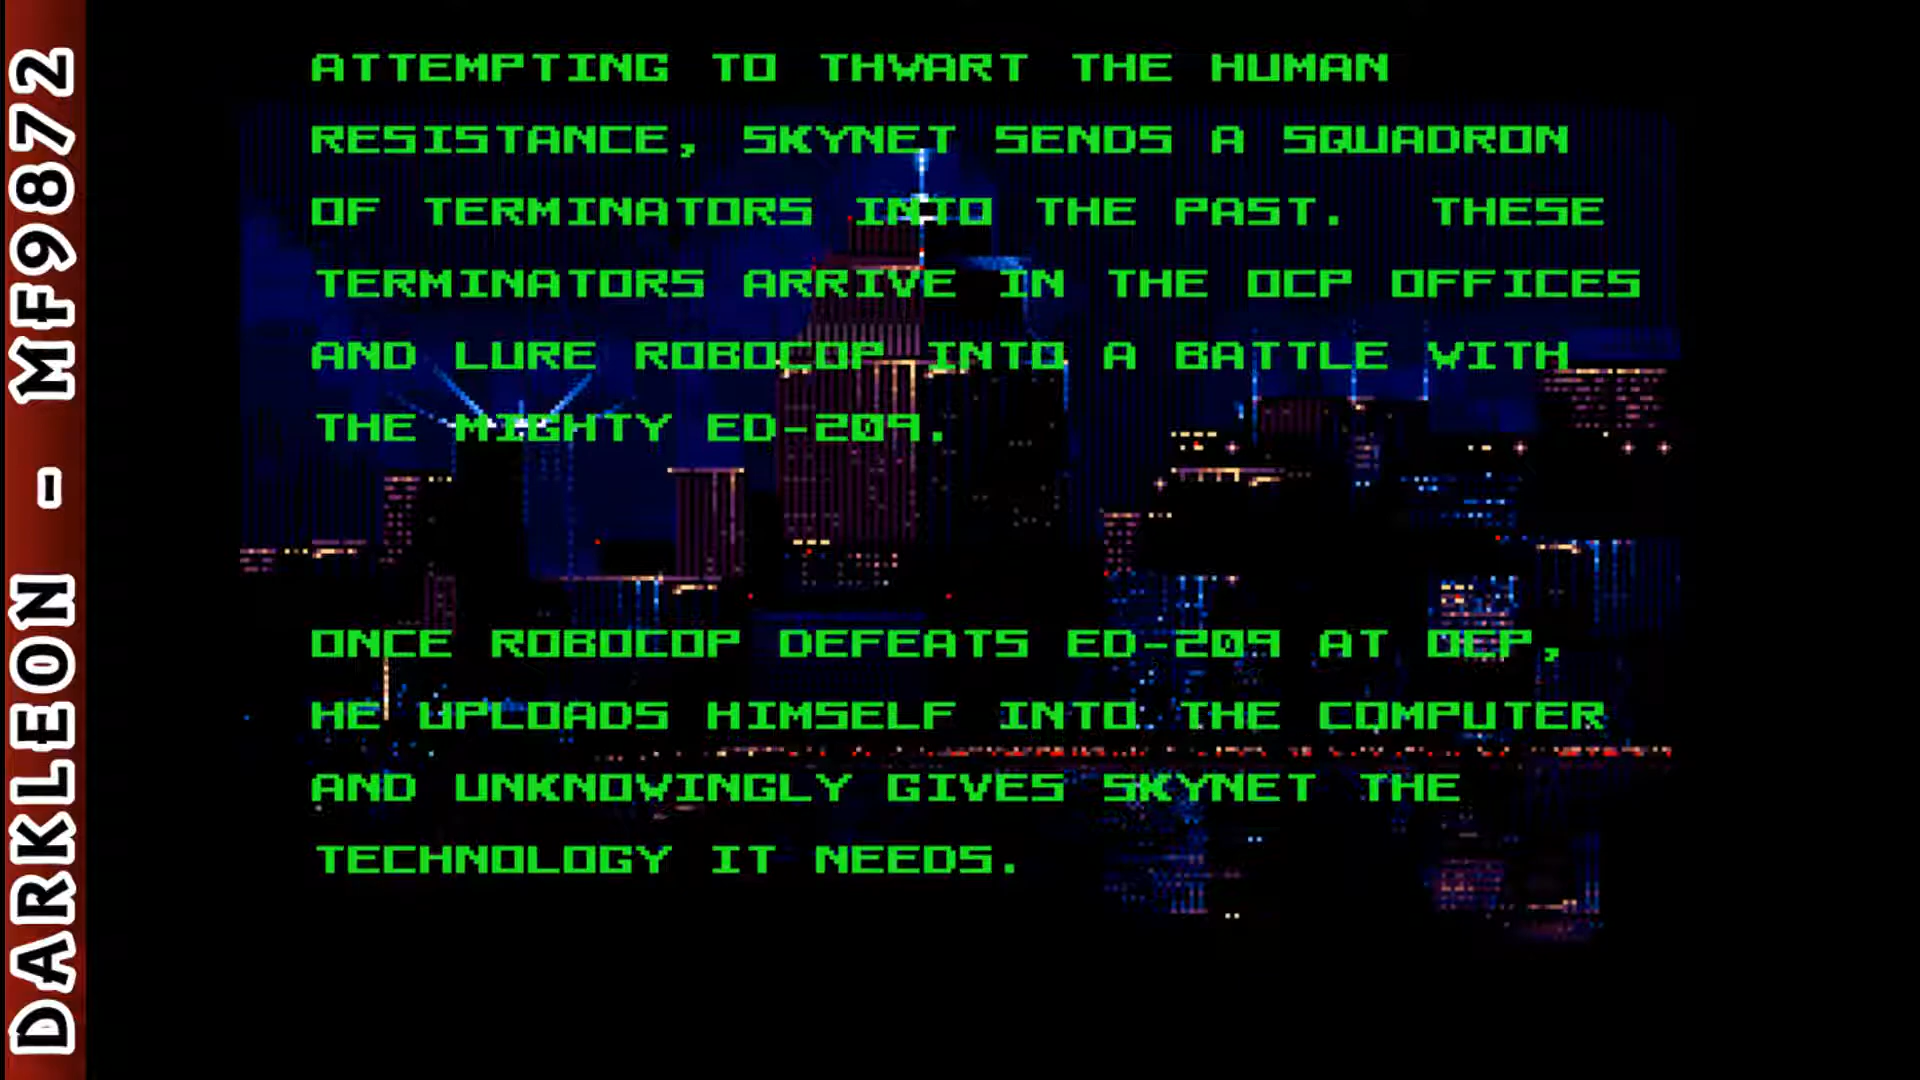 ATTEMPTING TO THWART THE HUMAN
RESISTANCE, SKYNET SENDS A SQUADRON
OF TERMINATORS INTO THE PAST. THESE
TERMINATORS ARRIVE IN THE OCP OFFICES
AND LURE ROBOCOP INTO A BATTLE WITH
THE MIGHTY ED-209.
ONCE ROBOCOP DEFEATS ED-209 AT OCP,
HE UPLOADS HIMSELF INTO THE COMPUTER
AND UNKNOWINGLY GIVES SKYNET THE
TECHNOLOGY IT NEEDS.
DARKLEON - MF9872